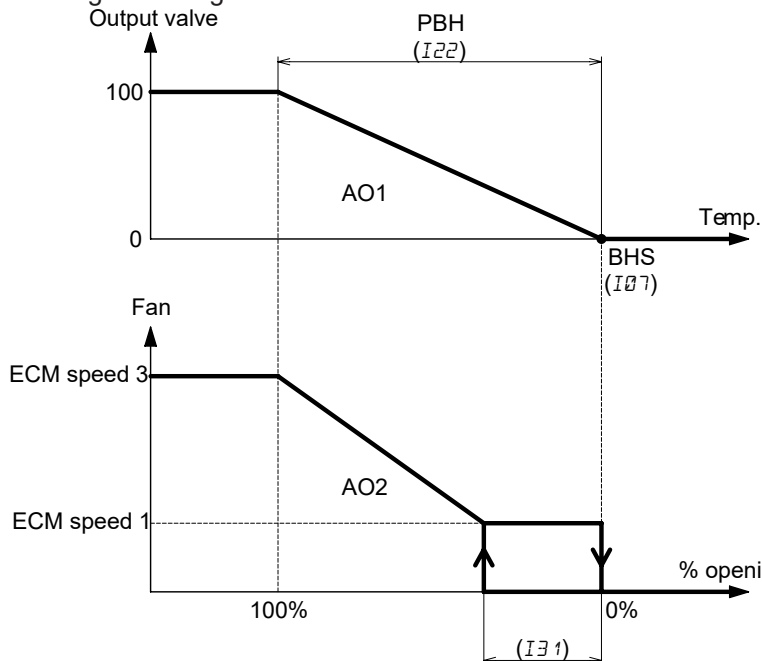 Output valve
PBH
(I22)
100
AO1
Temp.
0
BHS
(I07)
Fan
ECM speed 3
AO2
ECM speed 1
% openi
100%
0%
(I31)